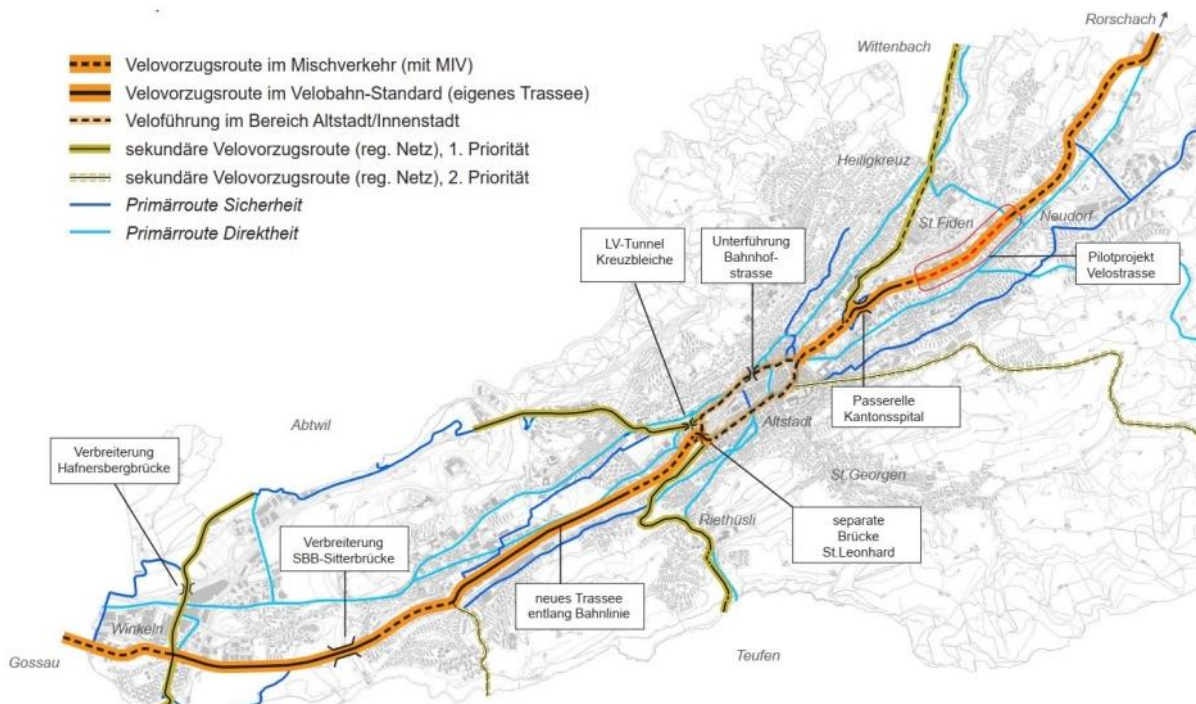 Rorschach
Wittenbach
Velovorzugsroute im Mischverkehr (mit MIV)
Velovorzugsroute im Velobahn-Standard (eigenes Trassee)
Veloführung im Bereich Altstadt/Innenstadt
sekundäre Velovorzugsroute (reg. Netz), 1. Priorität
sekundäre Velovorzugsroute (reg. Netz), 2. Priorität
Primärroute Sicherheit
Primärroute Direktheit
Heiligkreuz
St.Fiden
Neudorf
LV-Tunnel
Kreuzbleiche
Unterführung
Bahnhof-
strasse
Pilotprojekt
Velostrasse
Passerelle
Kantonsspital
Abtwil
Altstadt
Verbreiterung
Hafnersbergbrücke
St.Georgen
Riethüsli
Verbreiterung
SBB-Sitterbrücke
separate
Brücke
St.Leonhard
neues Trassee
entlang Bahnlinie
Winkeln
Gossau
Teufen